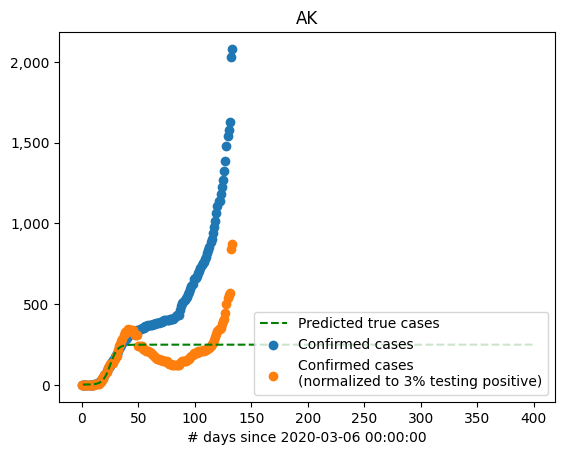 AK
2,000
1,500
1,000
500
0
Predicted true cases
Confirmed cases
Confirmed cases
(normalized to 3% testing positive)
0 50 100 150 200 250 300 350 400
# days since 2020-03-06 00:00:00